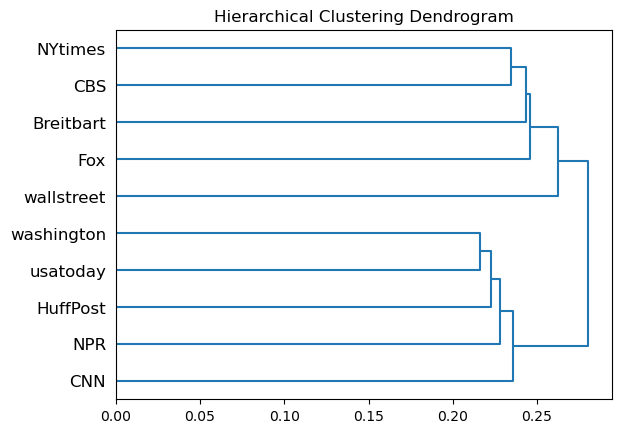 Hierarchical Clustering Dendrogram
NYtimes
CBS
Breitbart
Fox
wallstreet
washington
usatoday
HuffPost
NPR
CNN
0.00 0.05 0.10 0.15 0.20 0.25